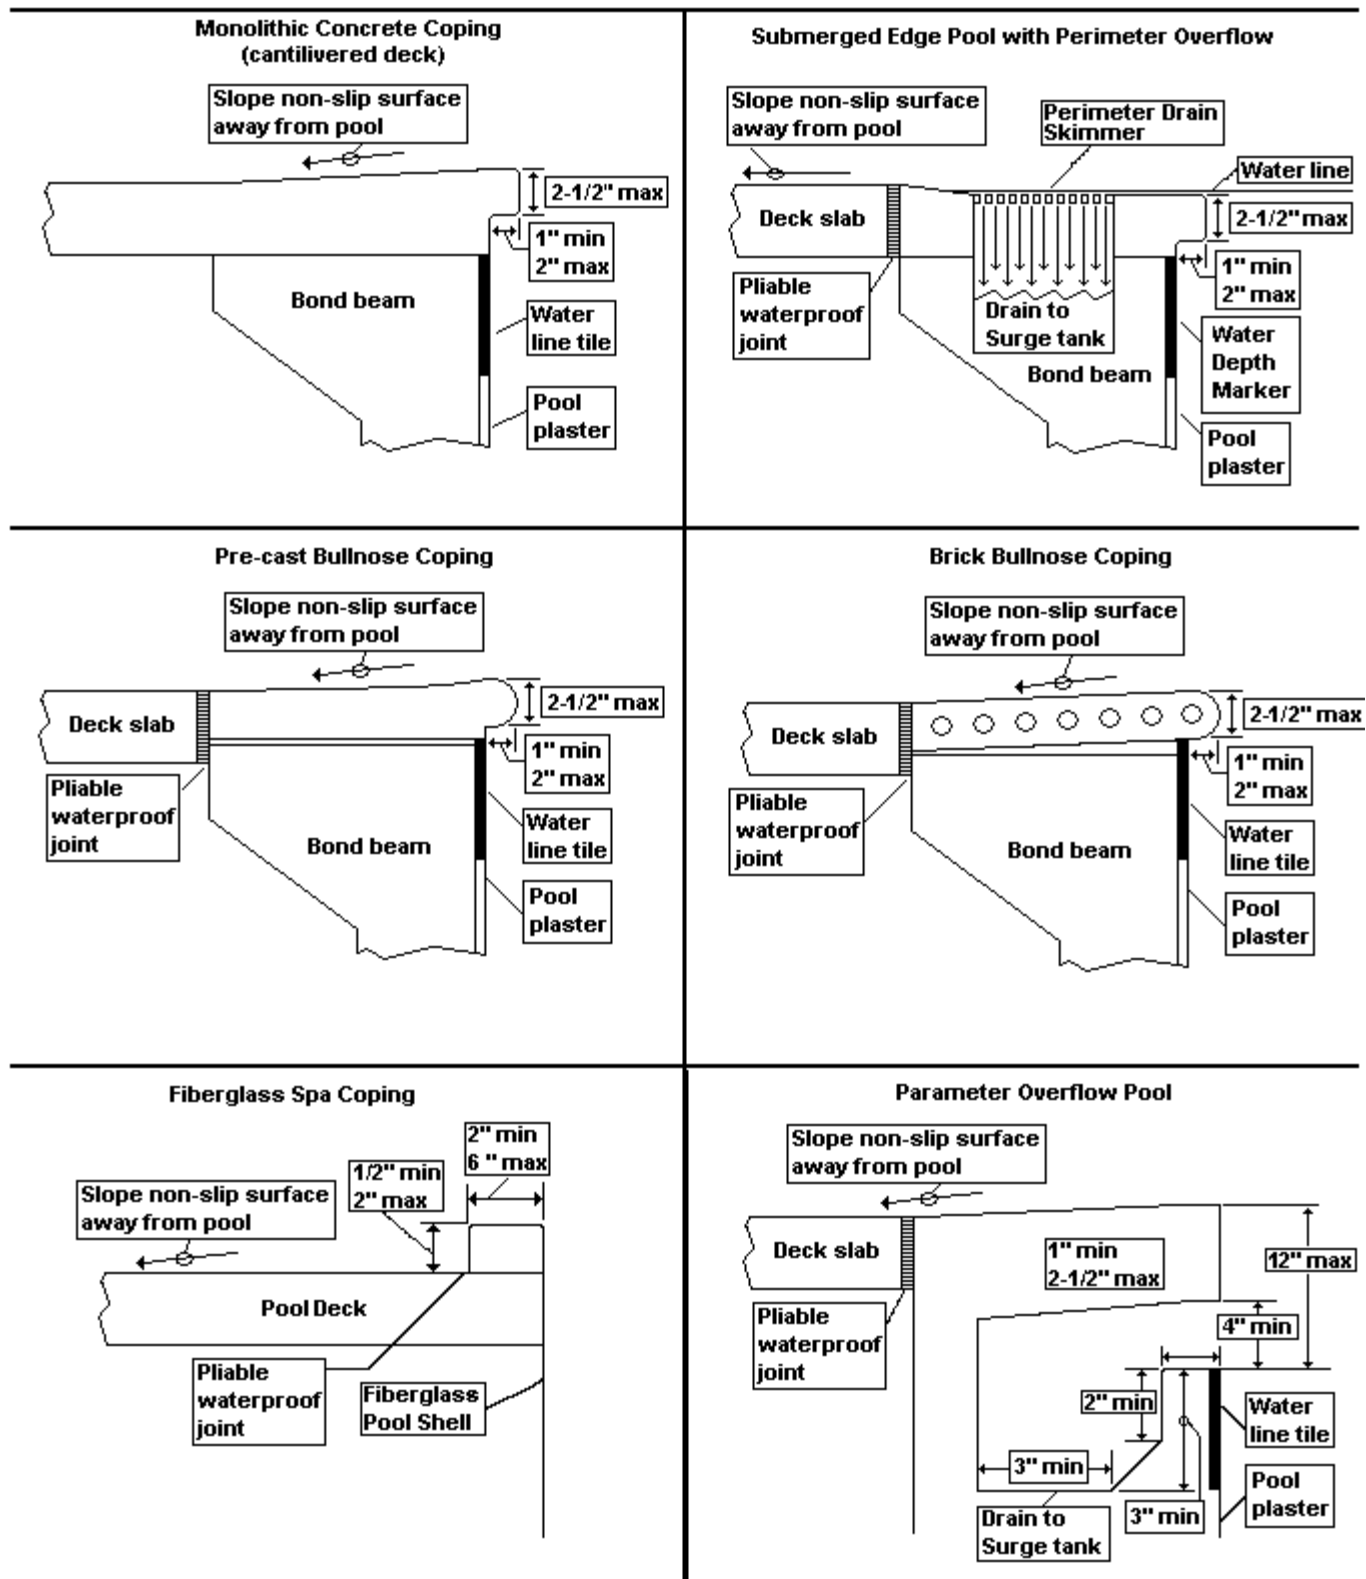 Monolithic Concrete Coping
(cantilivered deck)
Slope non-slip surface
away from pool
2-1/2" max
1" min
2" max
Bond beam
Water
line tile
Pool
plaster
Submerged Edge Pool with Perimeter Overflow
Slope non-slip surface
away from pool
Perimeter Drain
Skimmer
Water line
Deck slab
2-1/2" max
1" min
2" max
Pliable
waterproof
joint
Drain to
Surge tank
Bond beam
Water
Depth
Marker
Pool
plaster
Pre-cast Bullnose Coping
Slope non-slip surface
away from pool
2-1/2" max
Deck slab
1" min
2" max
Pliable
waterproof
joint
Bond beam
Water
line tile
Pool
plaster
Brick Bullnose Coping
Slope non-slip surface
away from pool
2-1/2" max
Deck slab
1" min
2" max
Pliable
waterproof
joint
Bond beam
Water
line tile
Pool
plaster
Fiberglass Spa Coping
2" min
6 " max
1/2" min
2" max
Slope non-slip surface
away from pool
Pool Deck
Pliable
waterproof
joint
Fiberglass
Pool Shell
Parameter Overflow Pool
Slope non-slip surface
away from pool
Deck slab
1" min
2-1/2" max
12" max
Pliable
waterproof
joint
4" min
2" min
Water
line tile
3" min
Pool
plaster
3" min
Drain to
Surge tank